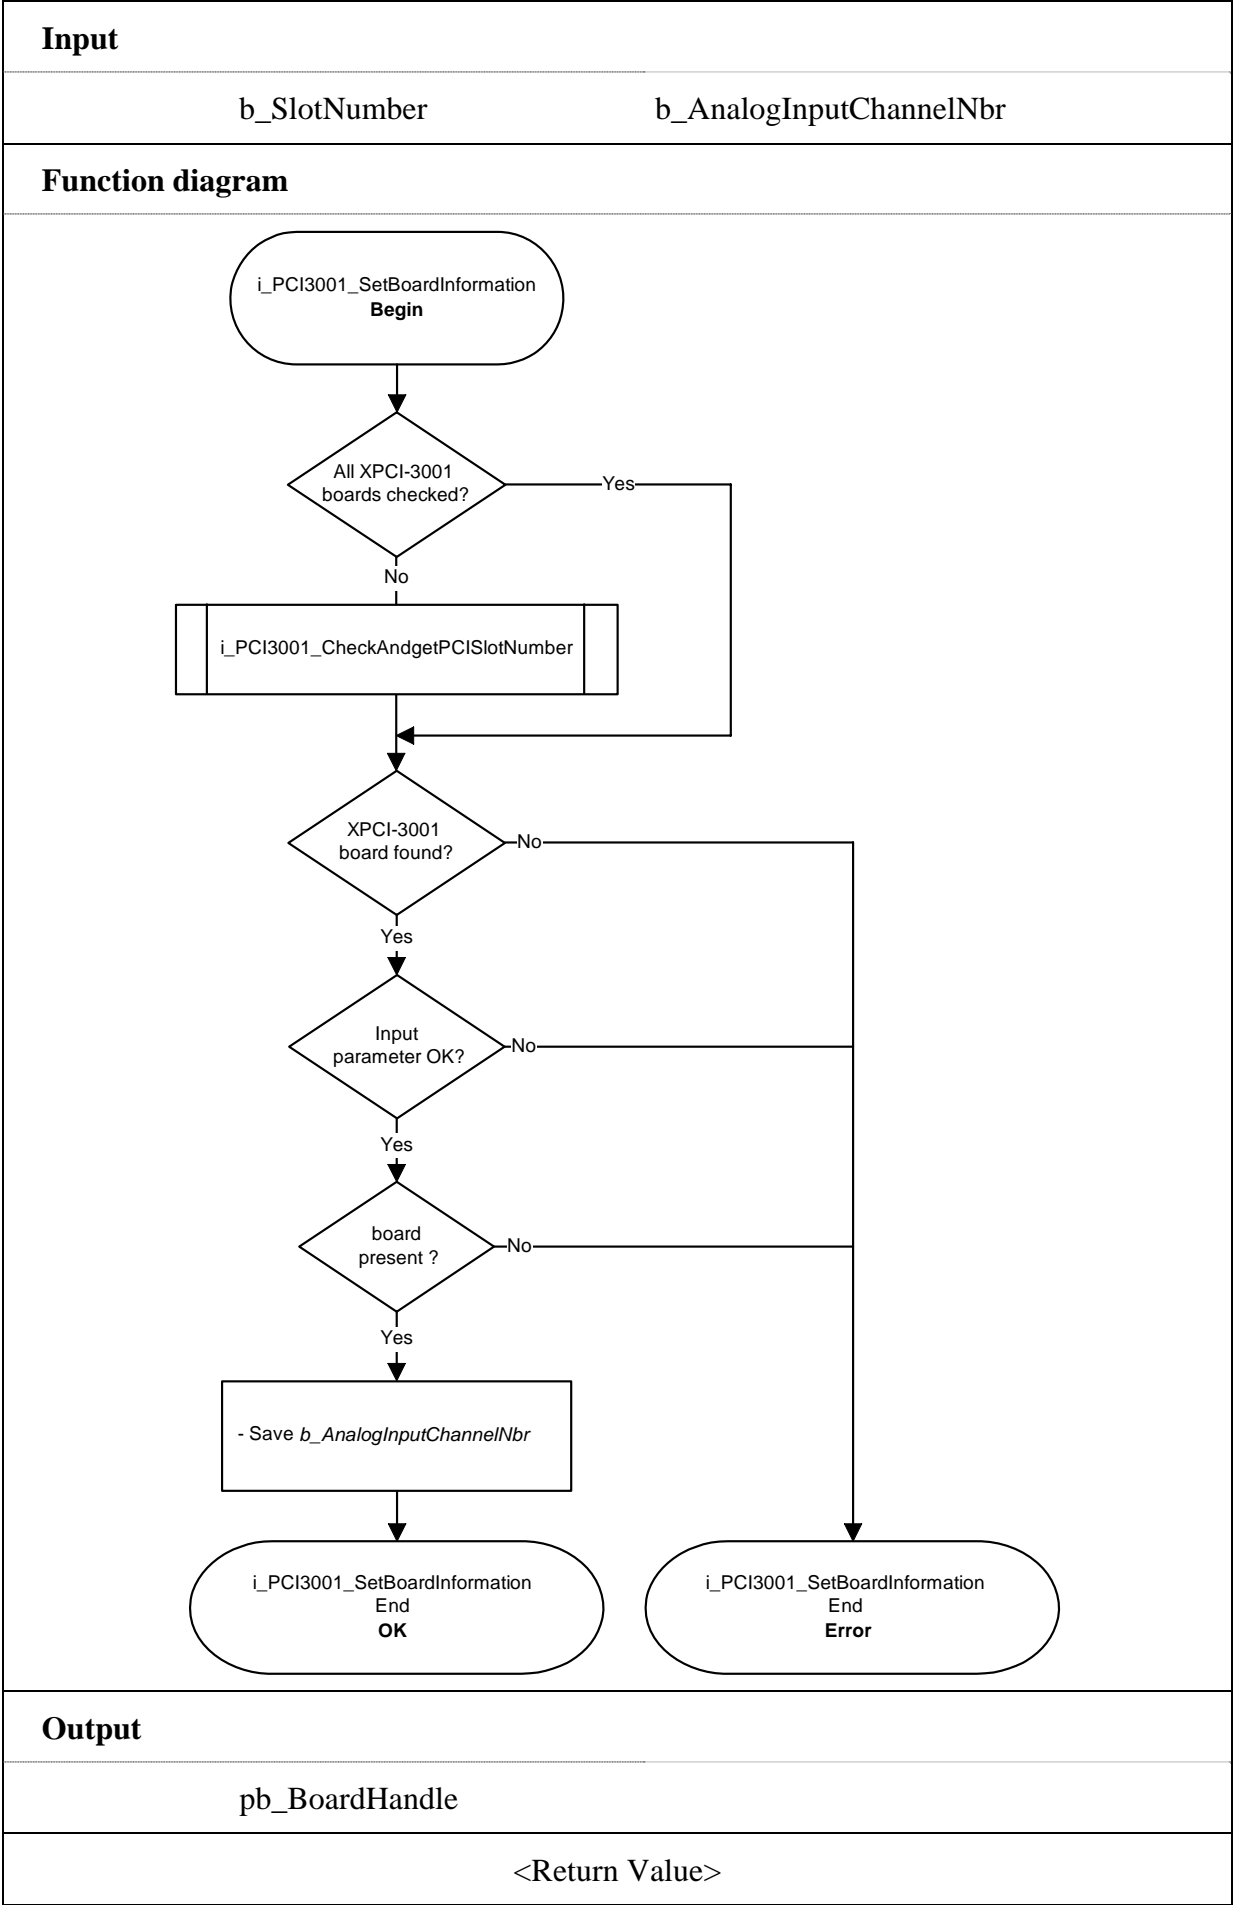 Input
b_SlotNumber b_AnalogInputChannelNbr
Function diagram
i_PCI3001_SetBoardInformation
Begin
All XPCI-3001
boards checked?
Yes
No
i_PCI3001_CheckAndgetPCISlotNumber
XPCI-3001
board found?
No
Yes
Input
parameter OK?
No
Yes
board
present ?
No
Yes
- Save b_AnalogInputChannelNbr
i_PCI3001_SetBoardInformation
End
OK
i_PCI3001_SetBoardInformation
End
Error
Output
pb_BoardHandle
<Return Value>